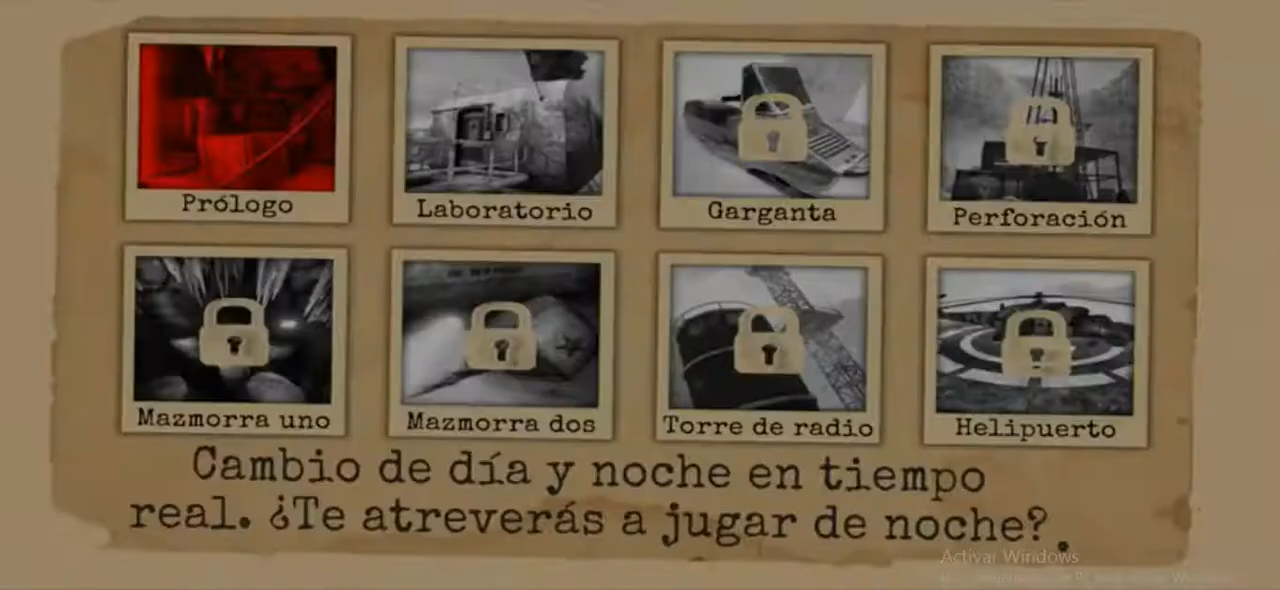 Prólogo
Laboratorio
Garganta
Perforación
Mazmorra uno
Mazmorra dos
Torre de radio
Helipuerto
Cambio de día y noche en tiempo
real. ¿Te atreverás a jugar de noche?.
Activar Windows